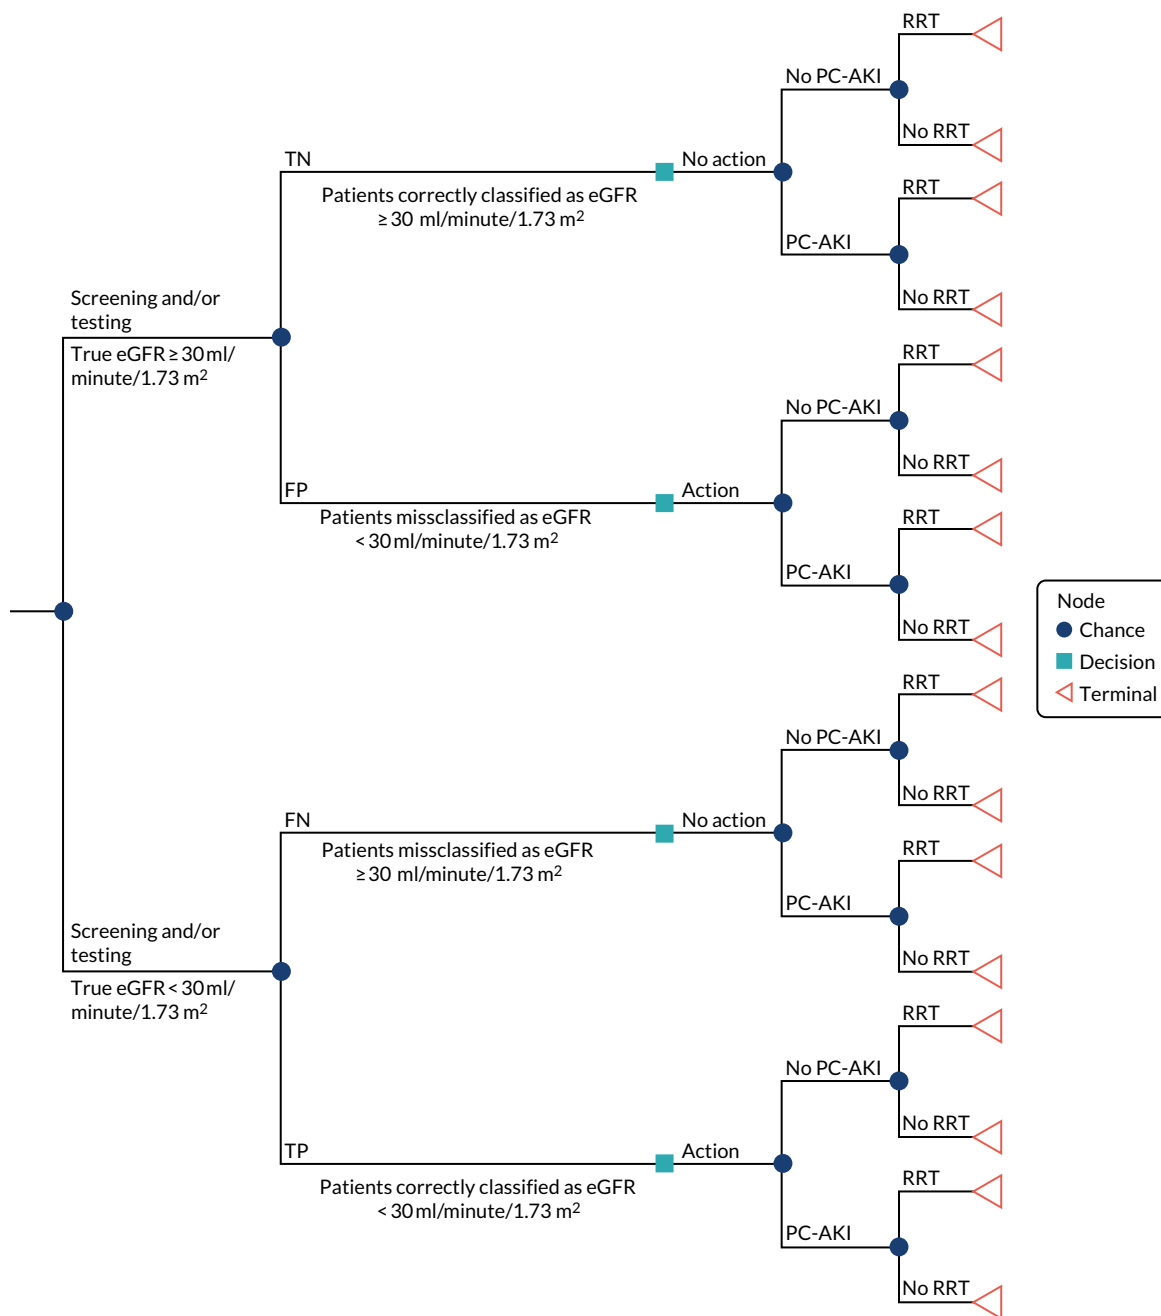 RRT
No PC-AKI
No RRT
TN
No action
Patients correctly classified as eGFR
≥ 30 ml/minute/1.73 m²
RRT
PC-AKI
No RRT
Screening and/or
testing
True eGFR ≥ 30 ml/
minute/1.73 m²
RRT
No PC-AKI
No RRT
FP
Action
Patients missclassified as eGFR
< 30 ml/minute/1.73 m²
RRT
PC-AKI
No RRT
Node
Chance
Decision
Terminal
RRT
No PC-AKI
No RRT
FN
No action
Patients missclassified as eGFR
≥ 30 ml/minute/1.73 m²
RRT
PC-AKI
No RRT
Screening and/or
testing
True eGFR < 30 ml/
minute/1.73 m²
RRT
No PC-AKI
No RRT
TP
Action
Patients correctly classified as eGFR
< 30 ml/minute/1.73 m²
RRT
PC-AKI
No RRT